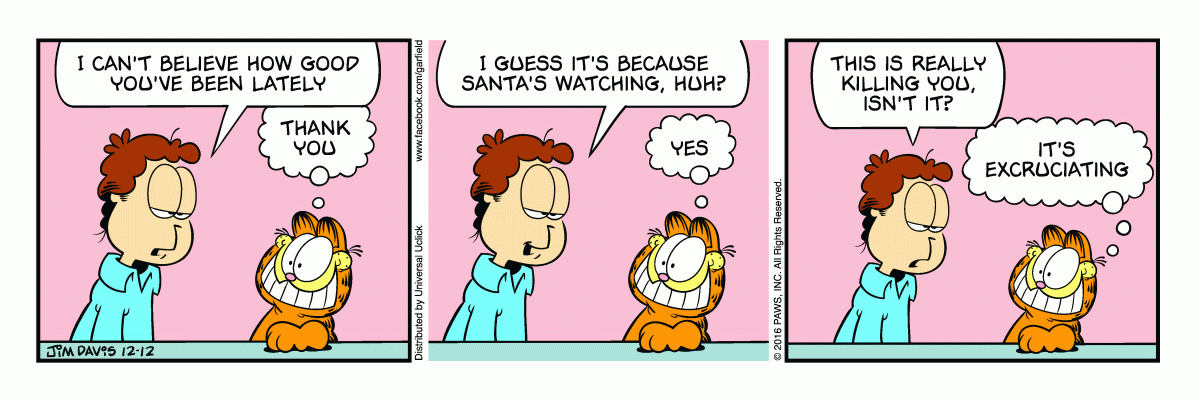 I CAN'T BELIEVE HOW GOOD
YOU'VE BEEN LATELY
THANK
YOU
JIM DAVIS 12-12
www.facebook.com/garfield
Distributed by Universal Uclick
I GUESS IT'S BECAUSE
SANTA'S WATCHING, HUH?
YES
© 2016 PAWS, INC. All Rights Reserved.
THIS IS REALLY
KILLING YOU,
ISN'T IT?
IT'S
EXCRUCIATING